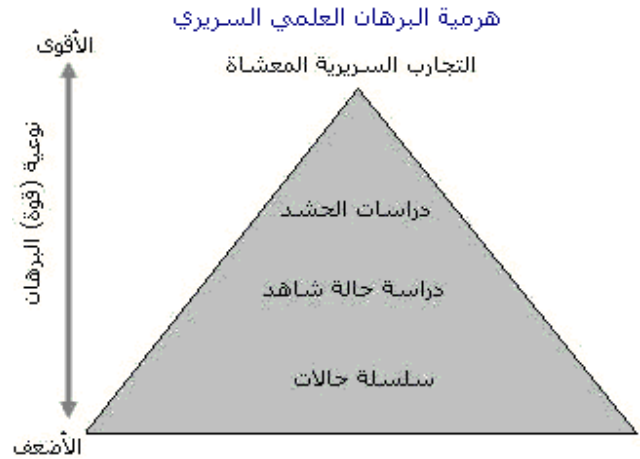 هرمية البرهان العلمي السريري
الأقوى
التجارب السريرية المعشاة
نوعية (قوة) البرهان
دراسات الحشد
دراسة حالة شاهد
سلسلة حالات
الأضعف